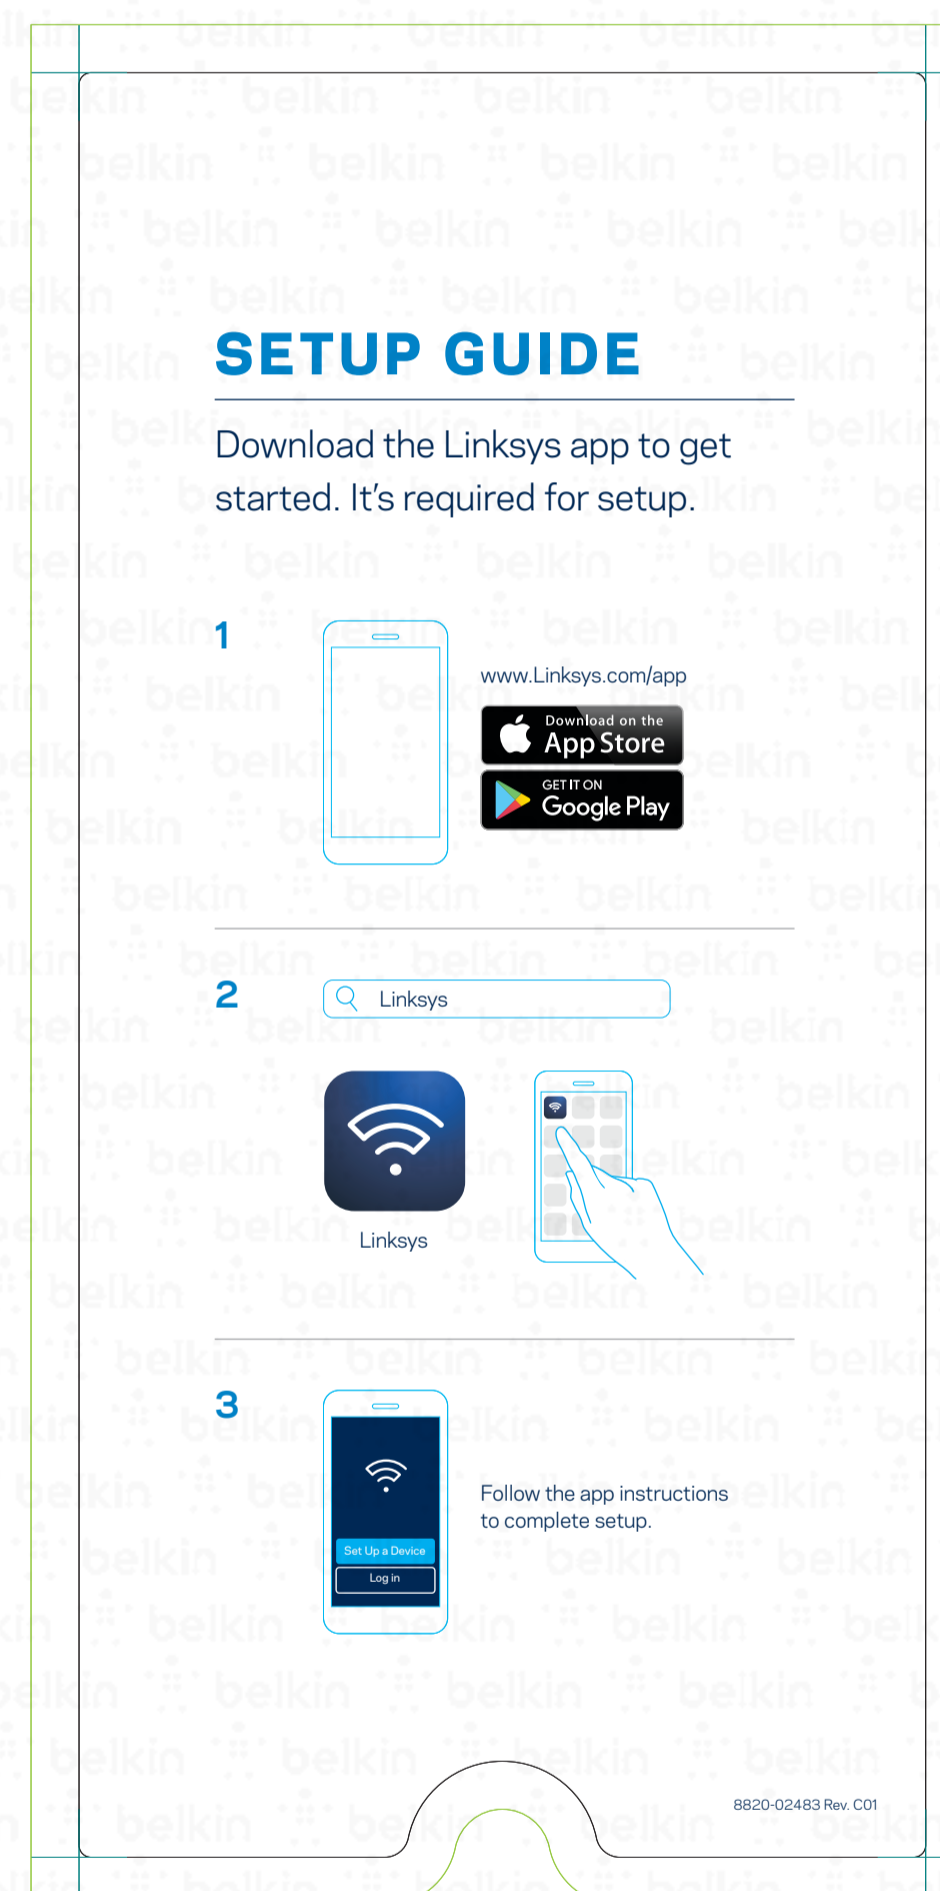 SETUP GUIDE
Download the Linksys app to get
started. It's required for setup.
1
www.Linksys.com/app
Download on the
App Store
GET IT ON
Google Play
2
Linksys
Linksys
3
Set Up a Device
Log in
Follow the app instructions
to complete setup.
8820-02483 Rev. C01
belkin